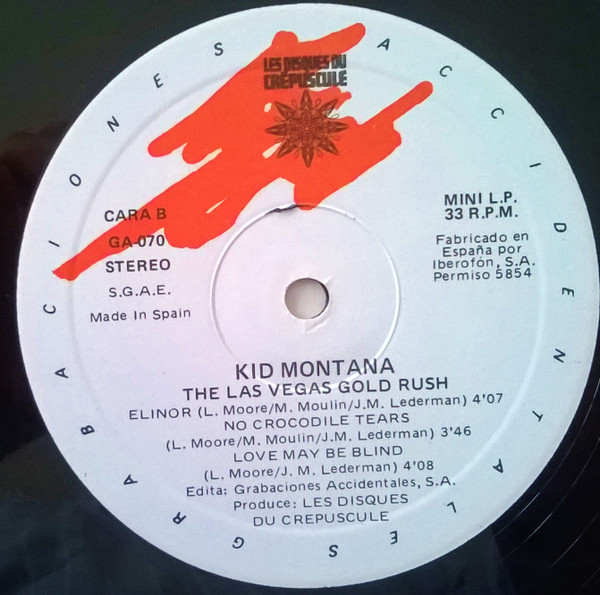 GRABACIONES ACCIDENTALES
LES DISQUES DU
CRÉPUSCULE
CARA B
GA-070
STEREO
S.G.A.E.
Made In Spain
MINI L.P.
33 R.P.M.
Fabricado en
España por
Iberofón, S.A.
Permiso 5854
KID MONTANA
THE LAS VEGAS GOLD RUSH
ELINOR (L. Moore/M. Moulin/J.M. Lederman) 4'07
NO CROCODILE TEARS
(L. Moore/M. Moulin/J.M. Lederman) 3'46
LOVE MAY BE BLIND
(L. Moore/J. M. Lederman) 4'08
Edita: Grabaciones Accidentales, S.A.
Produce: LES DISQUES
DU CREPUSCULE